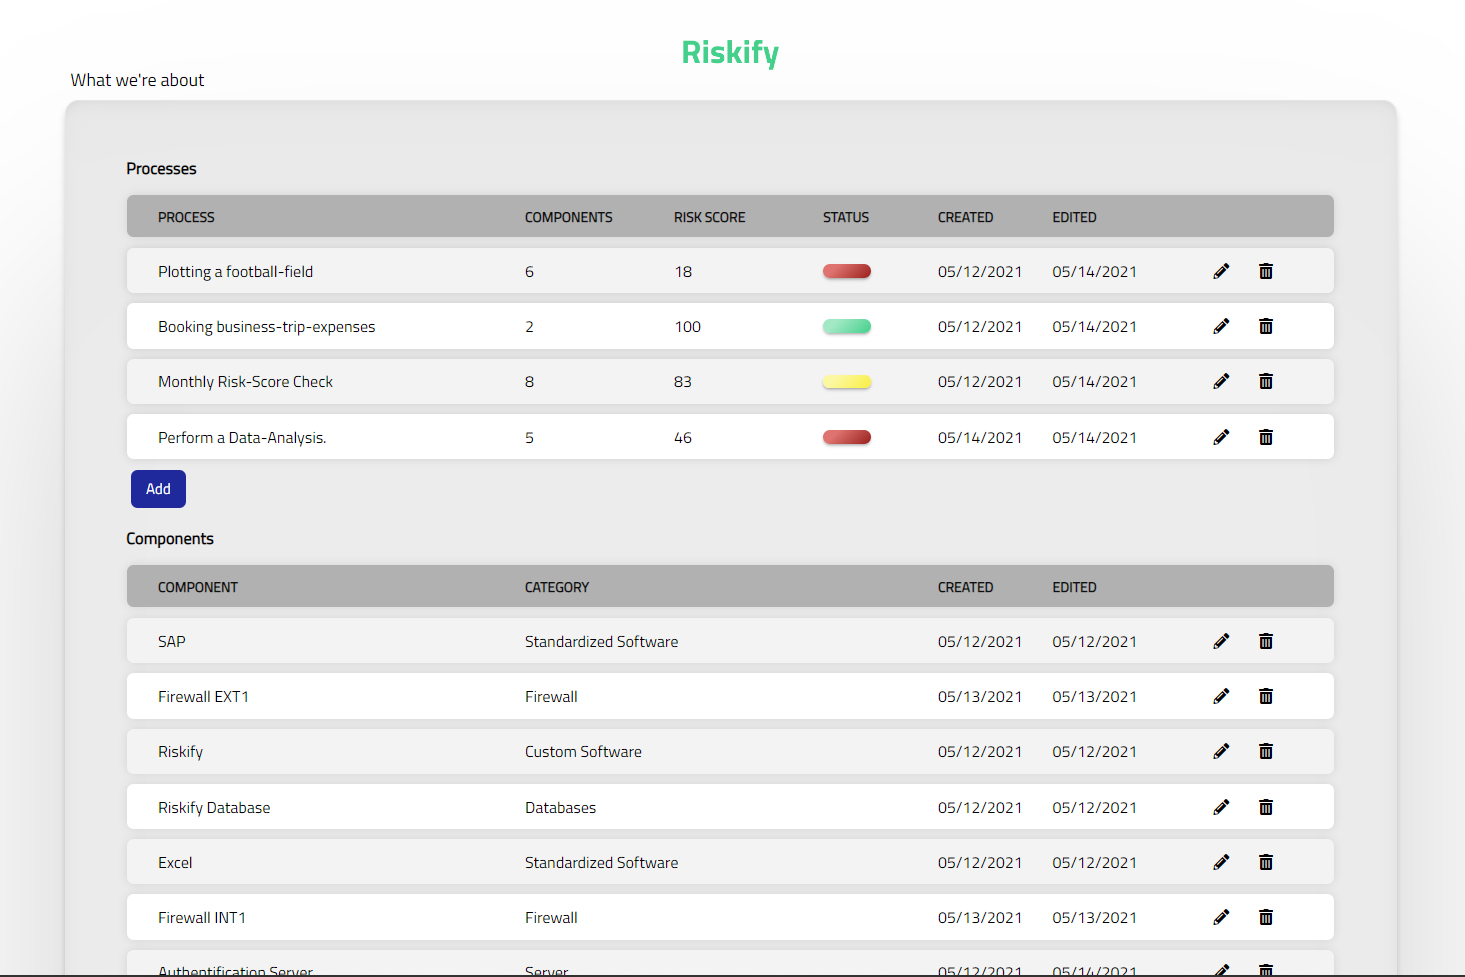 Riskify
What we're about
Processes
PROCESS COMPONENTS RISK SCORE STATUS CREATED EDITED
Plotting a football-field 6 18 05/12/2021 05/14/2021
Booking business-trip-expenses 2 100 05/12/2021 05/14/2021
Monthly Risk-Score Check 8 83 05/12/2021 05/14/2021
Perform a Data-Analysis. 5 46 05/14/2021 05/14/2021
Add
Components
COMPONENT CATEGORY CREATED EDITED
SAP Standardized Software 05/12/2021 05/12/2021
Firewall EXT1 Firewall 05/13/2021 05/13/2021
Riskify Custom Software 05/12/2021 05/12/2021
Riskify Database Databases 05/12/2021 05/12/2021
Excel Standardized Software 05/12/2021 05/12/2021
Firewall INT1 Firewall 05/13/2021 05/13/2021
Authentification Server Server 05/12/2021 05/14/2021